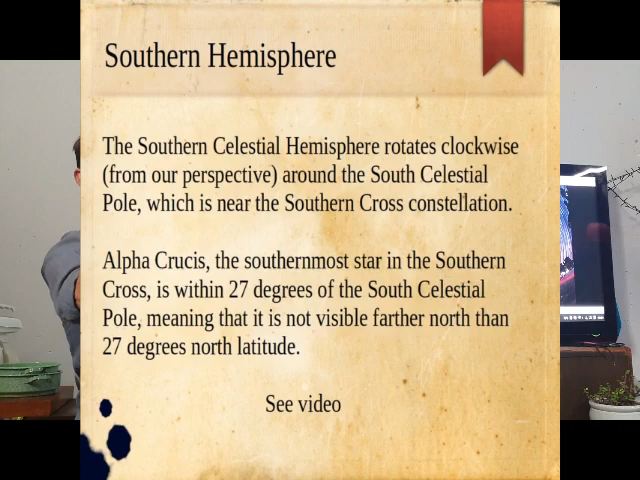 Southern Hemisphere
The Southern Celestial Hemisphere rotates clockwise
(from our perspective) around the South Celestial
Pole, which is near the Southern Cross constellation.
Alpha Crucis, the southernmost star in the Southern
Cross, is within 27 degrees of the South Celestial
Pole, meaning that it is not visible farther north than
27 degrees north latitude.
See video